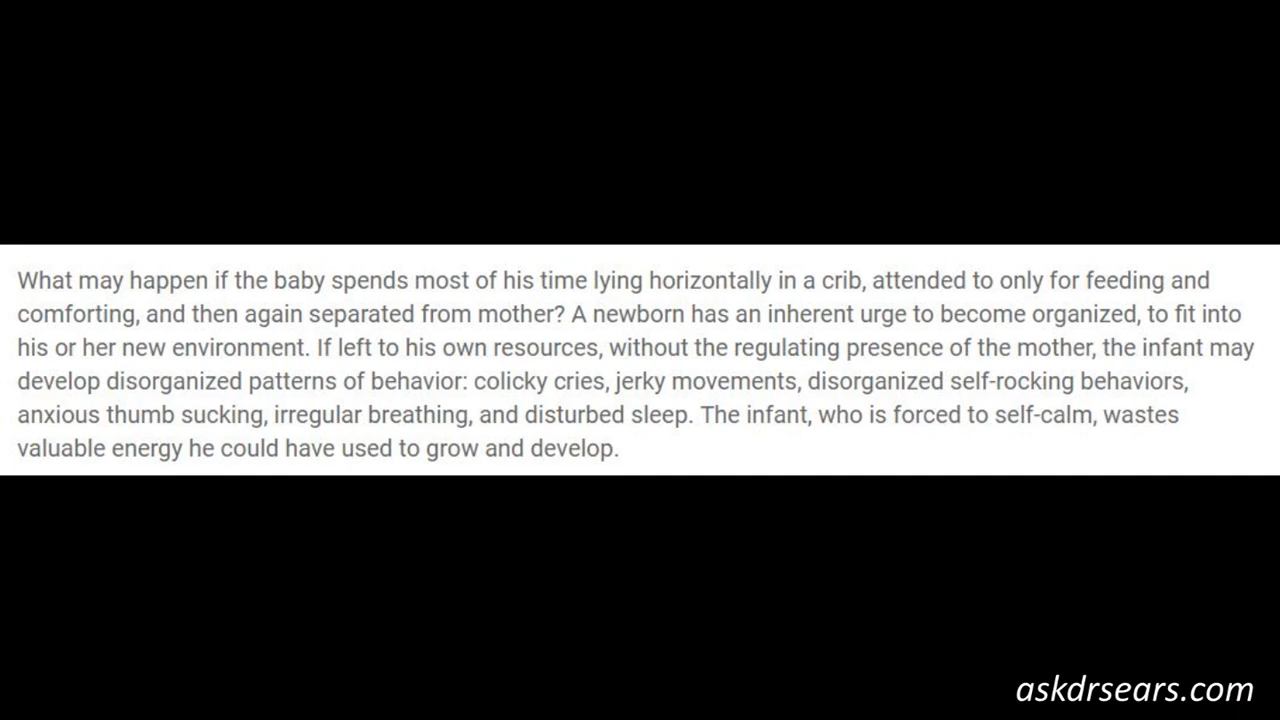 What may happen if the baby spends most of his time lying horizontally in a crib, attended to only for feeding and
comforting, and then again separated from mother? A newborn has an inherent urge to become organized, to fit into
his or her new environment. If left to his own resources, without the regulating presence of the mother, the infant may
develop disorganized patterns of behavior: colicky cries, jerky movements, disorganized self-rocking behaviors,
anxious thumb sucking, irregular breathing, and disturbed sleep. The infant, who is forced to self-calm, wastes
valuable energy he could have used to grow and develop.
askdrsears.com